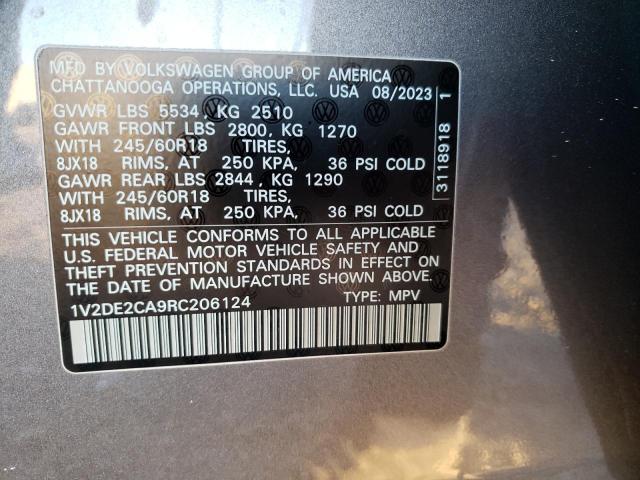 MFD BY VOLKSWAGEN GROUP OF AMERICA
CHATTANOOGA OPERATIONS, LLC. USA 08/2023
GVWR LBS 5534, KG 2510
GAWR FRONT LBS 2800, KG 1270
WITH 245/60R18 TIRES,
8JX18 RIMS, AT 250 KPA, 36 PSI COLD
GAWR REAR LBS 2844, KG 1290
WITH 245/60R18 TIRES,
8JX18 RIMS, AT 250 KPA, 36 PSI COLD
THIS VEHICLE CONFORMS TO ALL APPLICABLE
U.S. FEDERAL MOTOR VEHICLE SAFETY AND
THEFT PREVENTION STANDARDS IN EFFECT ON
THE DATE OF MANUFACTURE SHOWN ABOVE.
1V2DE2CA9RC206124 TYPE: MPV
3118918 1